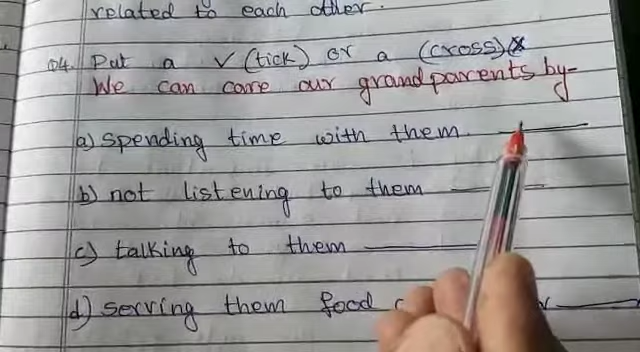 related to each other.
Q4. Put a √ (tick) or a (cross) x
We can care our grandparents by-
a) spending time with them.
b) not listening to them
c) talking to them
d) serving them food